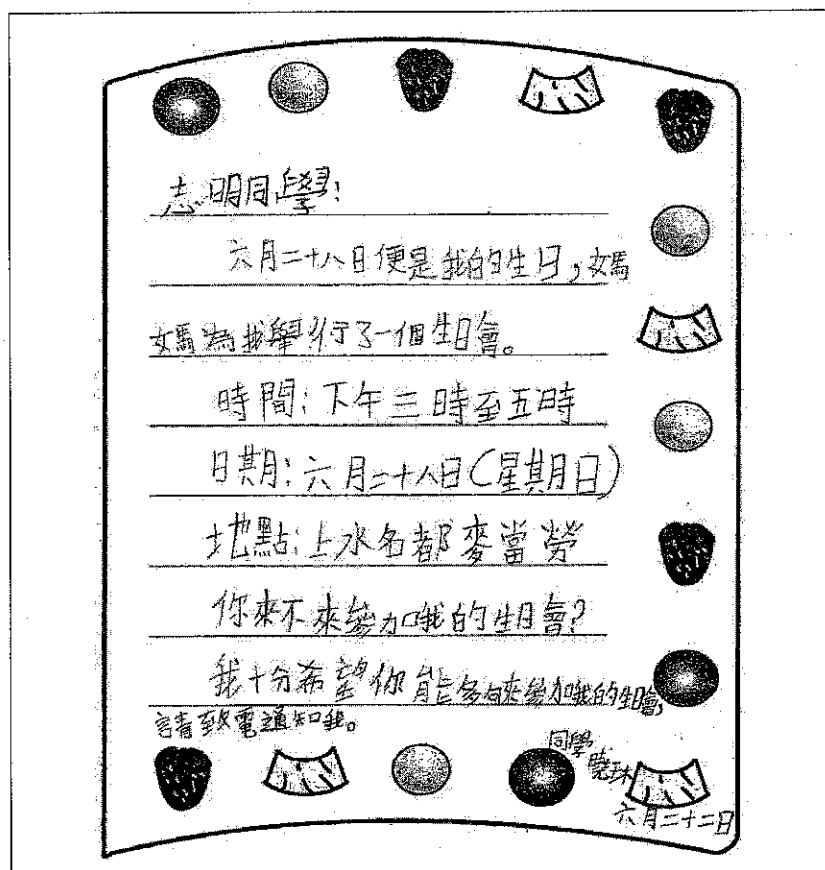 志明同學：
六月二十八日便是我的生日，媽
媽為我舉行了一個生日會。
時間：下午三時至五時
日期：六月二十八日（星期日）
地點：上水名都麥當勞
你來不來參加我的生日會？
我十分希望你能夠來參加我的生日會，
請致電通知我。
同學
曉琳
六月二十二日